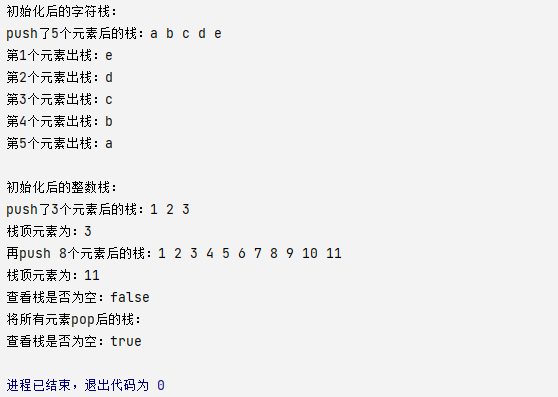 初始化后的字符栈：
push了5个元素后的栈：a b c d e
第1个元素出栈：e
第2个元素出栈：d
第3个元素出栈：c
第4个元素出栈：b
第5个元素出栈：a
初始化后的整数栈：
push了3个元素后的栈：1 2 3
栈顶元素为：3
再push 8个元素后的栈：1 2 3 4 5 6 7 8 9 10 11
栈顶元素为：11
查看栈是否为空：false
将所有元素pop后的栈：
查看栈是否为空：true
进程已结束，退出代码为 0